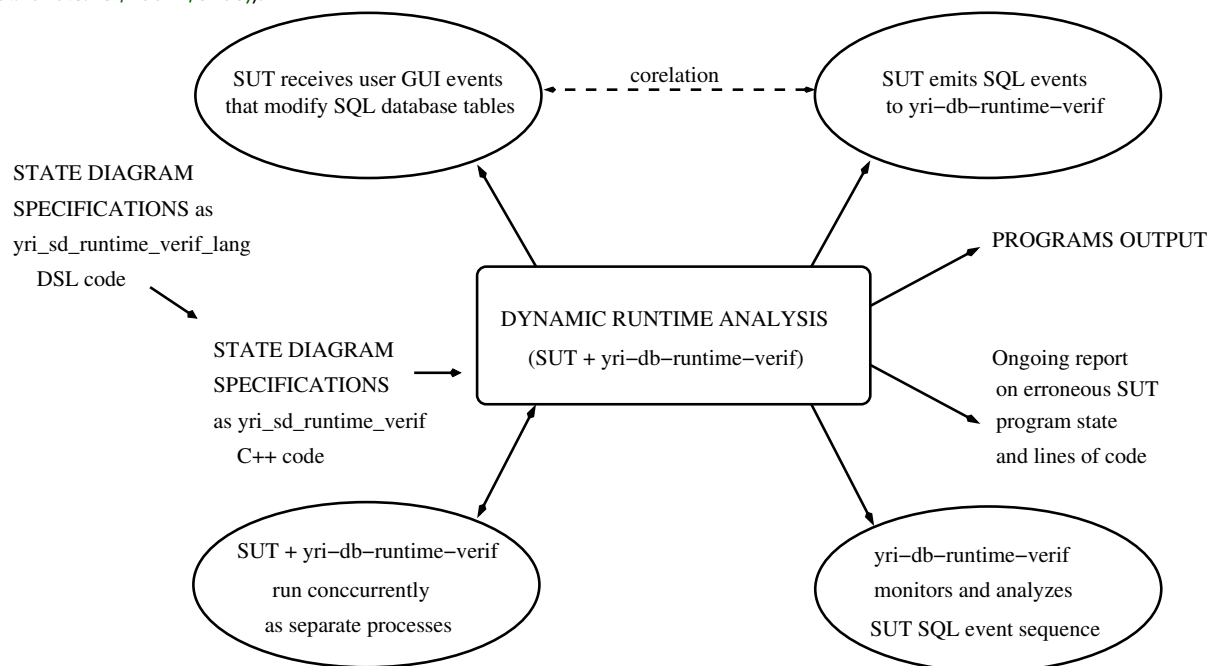 SUT receives user GUI events
that modify SQL database tables
corelation
SUT emits SQL events
to yri−db−runtime−verif
STATE DIAGRAM
SPECIFICATIONS as
yri_sd_runtime_verif_lang
DSL code
PROGRAMS OUTPUT
DYNAMIC RUNTIME ANALYSIS
(SUT + yri−db−runtime−verif)
STATE DIAGRAM
SPECIFICATIONS
as yri_sd_runtime_verif
C++ code
Ongoing report
on erroneous SUT
program state
and lines of code
SUT + yri−db−runtime−verif
run conccurrently
as separate processes
yri−db−runtime−verif
monitors and analyzes
SUT SQL event sequence